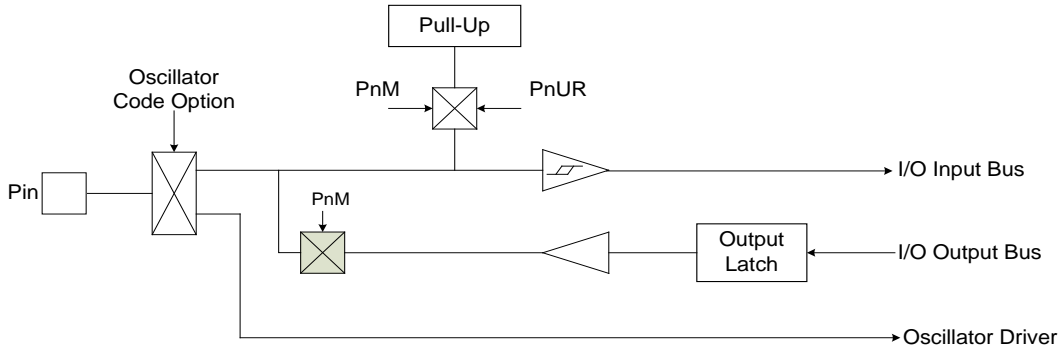 Pull-Up
Oscillator
Code Option
PnM
PnUR
Pin
I/O Input Bus
PnM
Output
Latch
I/O Output Bus
Oscillator Driver